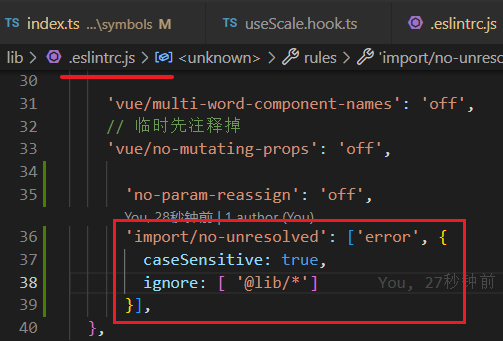 TS index.ts ...\symbols M TS useScale.hook.ts .eslintrc.js
lib > .eslintrc.js > <unknown> > rules > 'import/no-reso
30
31 'vue/multi-word-component-names': 'off',
32 // 临时先注释掉
33 'vue/no-mutating-props': 'off',
34
35 'no-param-reassign': 'off',
You, 28秒钟前 | 1 author (You)
36 'import/no-unresolved': ['error', {
37 caseSensitive: true,
38 ignore: [ '@lib/*'] You, 27秒钟前
39 }],
40 },